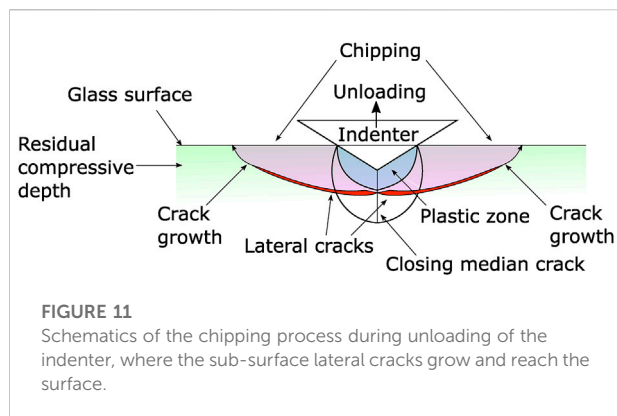 Chipping
Unloading
Glass surface
Indenter
Residual
compressive
depth
Crack
growth
Lateral cracks
Plastic zone
Crack
growth
Closing median crack
FIGURE 11
Schematics of the chipping process during unloading of the
indenter, where the sub-surface lateral cracks grow and reach the
surface.